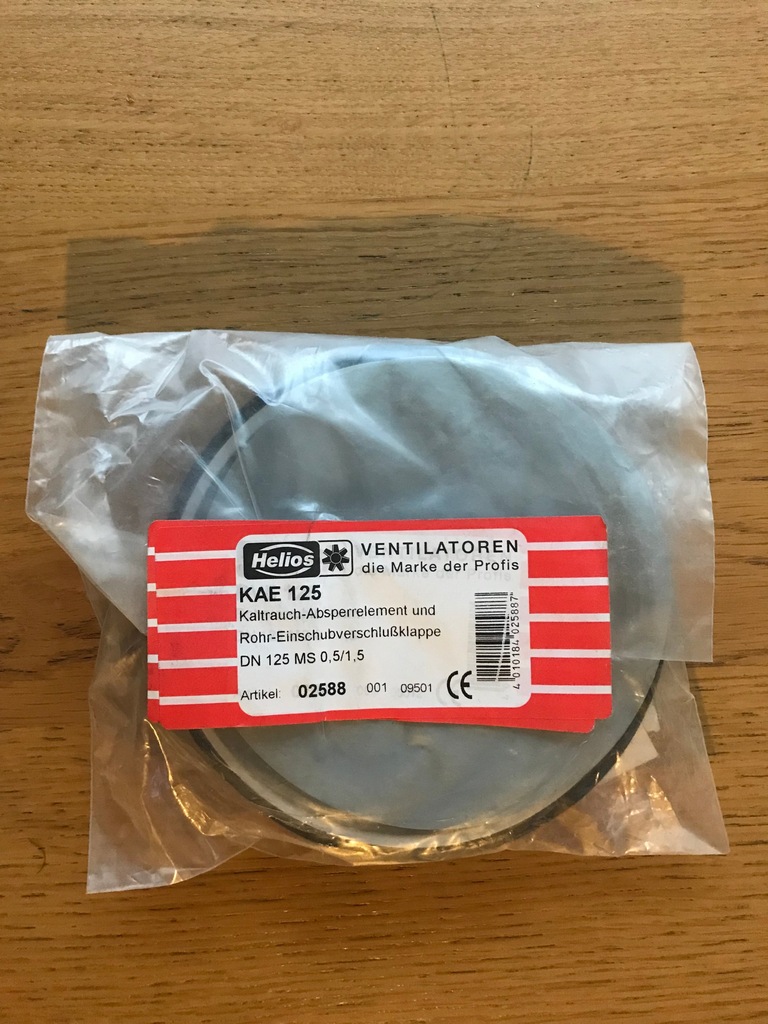 Helios VENTILATOREN
die Marke der Profis
KAE 125
Kaltrauch-Absperrelement und
Rohr-Einschubverschlußklappe
DN 125 MS 0,5/1,5
Artikel: 02588 001 09501 CE
4 010184 025887